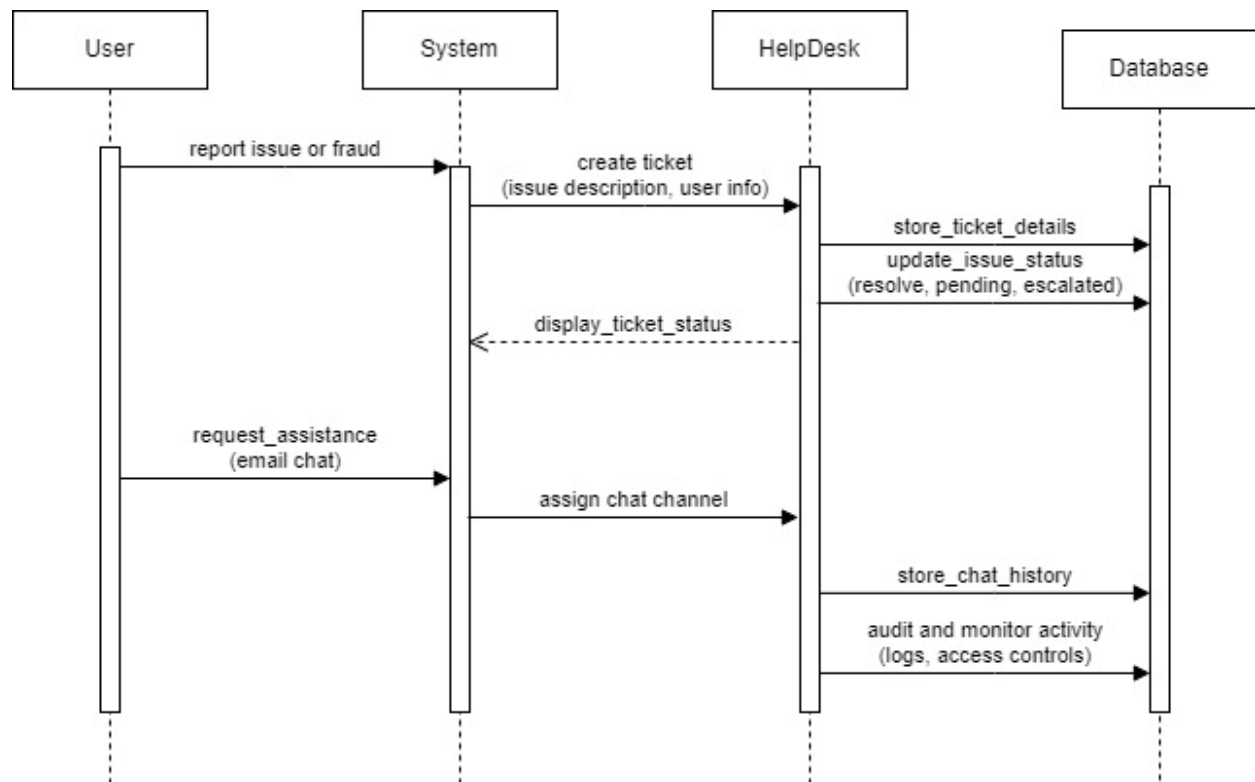 User
System
HelpDesk
Database
report issue or fraud
create ticket
(issue description, user info)
store_ticket_details
update_issue_status
(resolve, pending, escalated)
display_ticket_status
request_assistance
(email chat)
assign chat channel
store_chat_history
audit and monitor activity
(logs, access controls)